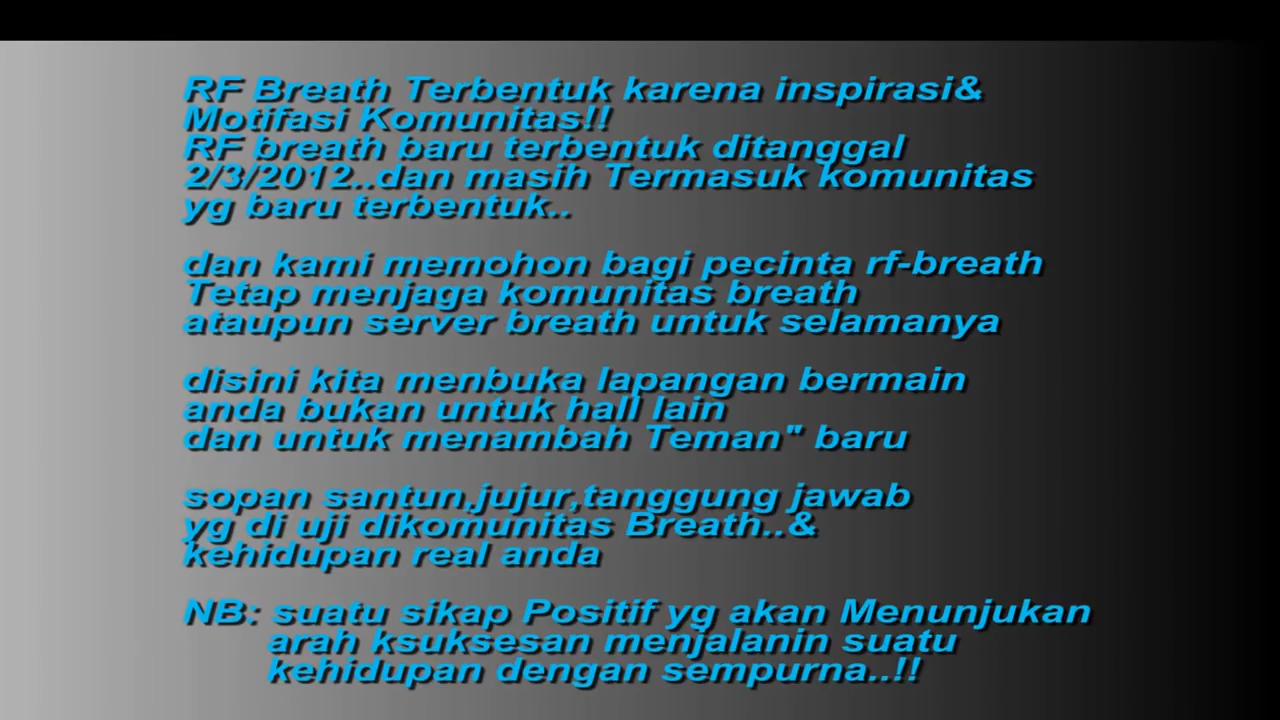 RF Breath Terbentuk karena inspirasi&
Motifasi Komunitas!!
RF breath baru terbentuk ditanggal
2/3/2012..dan masih Termasuk komunitas
yg baru terbentuk..
dan kami memohon bagi pecinta rf-breath
Tetap menjaga komunitas breath
ataupun server breath untuk selamanya
disini kita menbuka lapangan bermain
anda bukan untuk hall lain
dan untuk menambah Teman" baru
sopan santun,jujur,tanggung jawab
yg di uji dikomunitas Breath..&
kehidupan real anda
NB: suatu sikap Positif yg akan Menunjukan
arah ksuksesan menjalanin suatu
kehidupan dengan sempurna..!!